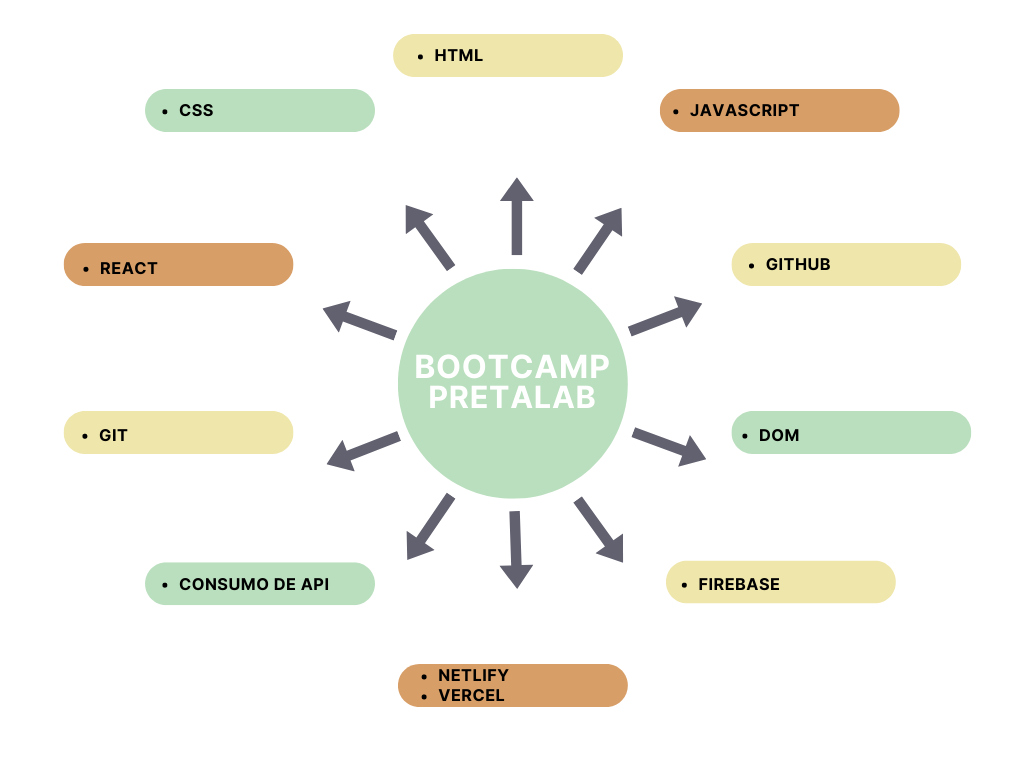 • HTML
• CSS
• JAVASCRIPT
• REACT
• GITHUB
BOOTCAMP
PRETALAB
• GIT
• DOM
• CONSUMO DE API
• FIREBASE
• NETLIFY
• VERCEL